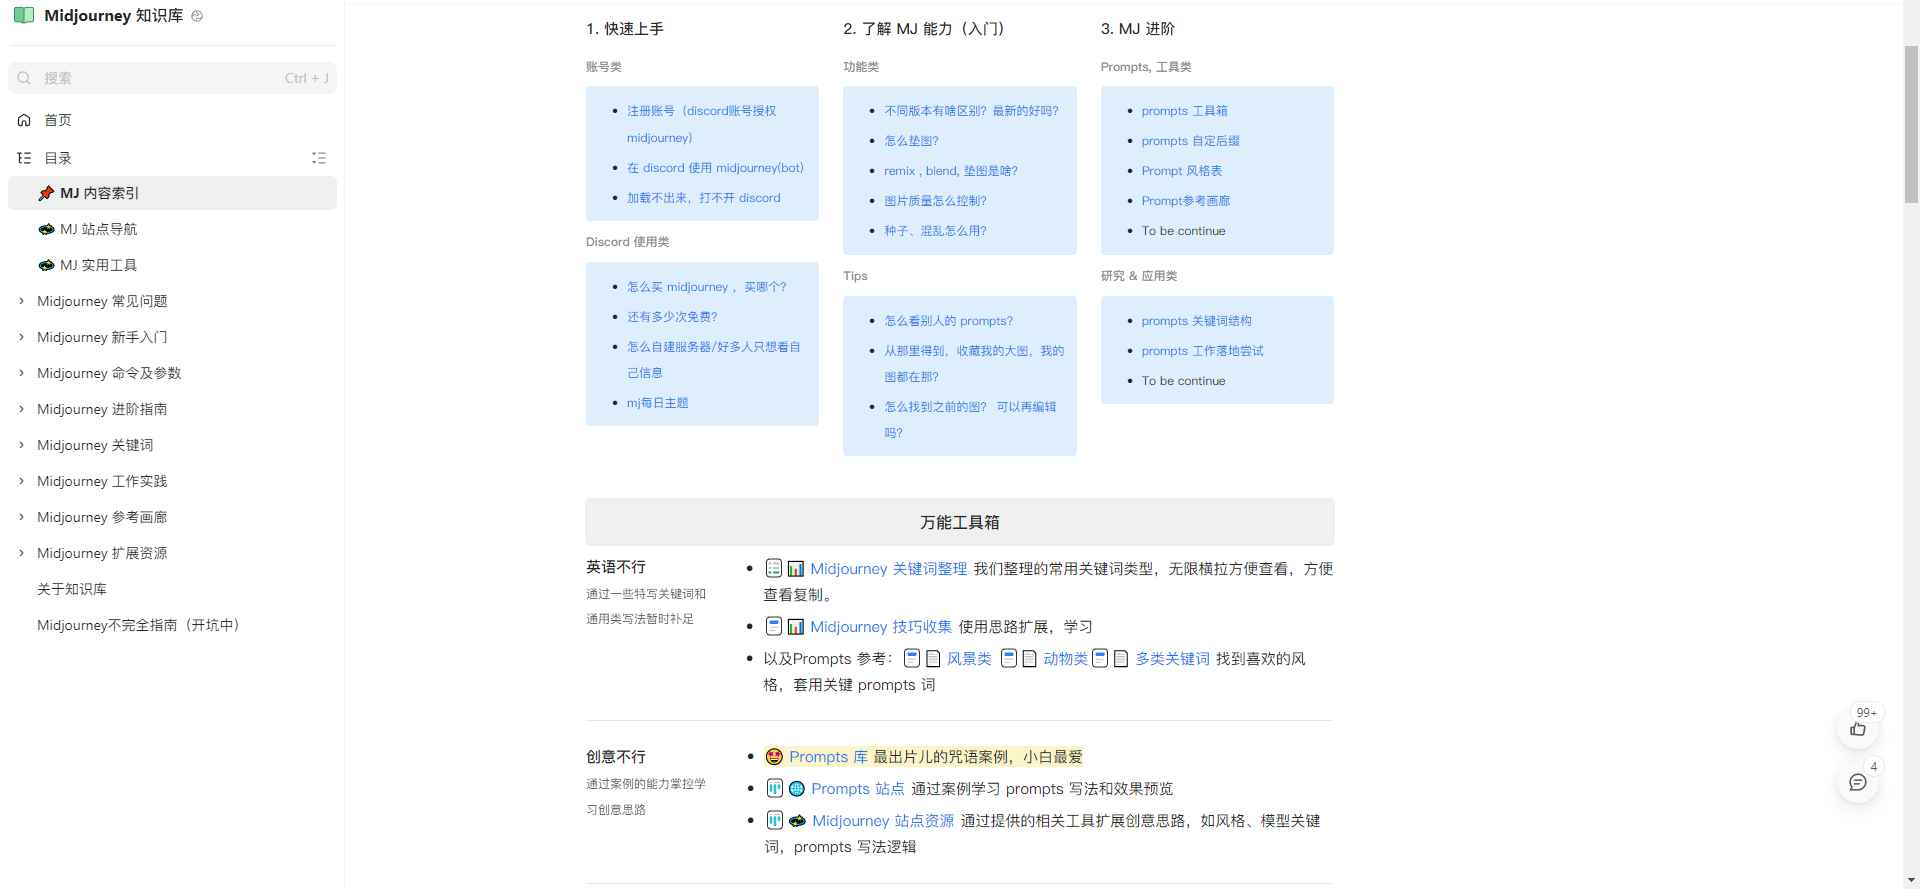 Midjourney 知识库
搜索 Ctrl + J
首页
目录
MJ 内容索引
MJ 站点导航
MJ 实用工具
Midjourney 常见问题
Midjourney 新手入门
Midjourney 命令及参数
Midjourney 进阶指南
Midjourney 关键词
Midjourney 工作实践
Midjourney 参考画廊
Midjourney 扩展资源
关于知识库
Midjourney不完全指南（开坑中）
1. 快速上手
账号类
注册账号（discord账号授权
midjourney）
在 discord 使用 midjourney(bot)
加载不出来，打不开 discord
Discord 使用类
怎么买 midjourney ，买哪个？
还有多少次免费？
怎么自建服务器/好多人只想看自
己信息
mj每日主题
2. 了解 MJ 能力（入门）
功能类
不同版本有啥区别？最新的好吗？
怎么垫图？
remix , blend, 垫图是啥？
图片质量怎么控制？
种子、混乱怎么用？
Tips
怎么看别人的 prompts？
从那里得到，收藏我的大图，我的
图都在那？
怎么找到之前的图？ 可以再编辑
吗？
3. MJ 进阶
Prompts, 工具类
prompts 工具箱
prompts 自定后缀
Prompt 风格表
Prompt参考画廊
To be continue
研究 & 应用类
prompts 关键词结构
prompts 工作落地尝试
To be continue
万能工具箱
英语不行
通过一些特写关键词和
通用类写法暂时补足
Midjourney 关键词整理 我们整理的常用关键词类型，无限横拉方便查看，方便
查看复制。
Midjourney 技巧收集 使用思路扩展，学习
以及Prompts 参考： 风景类 动物类 多类关键词 找到喜欢的风
格，套用关键 prompts 词
创意不行
通过案例的能力掌控学
习创意思路
Prompts 库 最出片儿的咒语案例，小白最爱
Prompts 站点 通过案例学习 prompts 写法和效果预览
Midjourney 站点资源 通过提供的相关工具扩展创意思路，如风格、模型关键
词，prompts 写法逻辑
99+
4